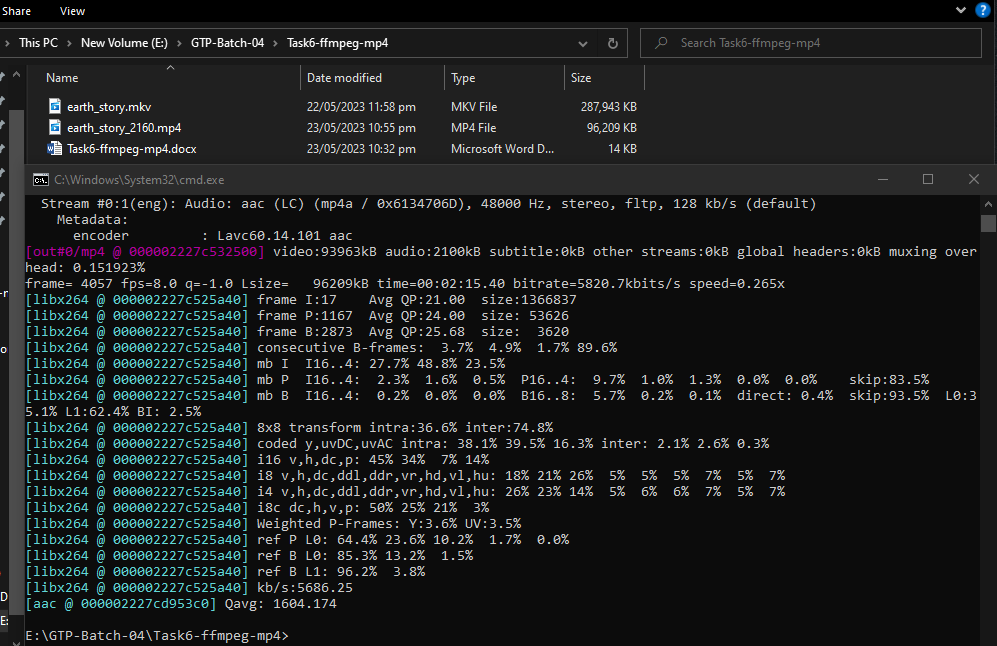 Share View
This PC > New Volume (E:) > GTP-Batch-04 > Task6-ffmpeg-mp4
Search Task6-ffmpeg-mp4
Name Date modified Type Size
earth_story.mkv 22/05/2023 11:58 pm MKV File 287,943 KB
earth_story_2160.mp4 23/05/2023 10:55 pm MP4 File 96,209 KB
Task6-ffmpeg-mp4.docx 23/05/2023 10:32 pm Microsoft Word D... 14 KB
C:\Windows\System32\cmd.exe
Stream #0:1(eng): Audio: aac (LC) (mp4a / 0x6134706D), 48000 Hz, stereo, fltp, 128 kb/s (default)
Metadata:
encoder : Lavc60.14.101 aac
[out#0/mp4 @ 000002227c532500] video:93963kB audio:2100kB subtitle:0kB other streams:0kB global headers:0kB muxing over
head: 0.151923%
frame= 4057 fps=8.0 q=-1.0 Lsize= 96209kB time=00:02:15.40 bitrate=5820.7kbits/s speed=0.265x
[libx264 @ 000002227c525a40] frame I:17 Avg QP:21.00 size:1366837
[libx264 @ 000002227c525a40] frame P:1167 Avg QP:24.00 size: 53626
[libx264 @ 000002227c525a40] frame B:2873 Avg QP:25.68 size: 3620
[libx264 @ 000002227c525a40] consecutive B-frames: 3.7% 4.9% 1.7% 89.6%
[libx264 @ 000002227c525a40] mb I I16..4: 27.7% 48.8% 23.5%
[libx264 @ 000002227c525a40] mb P I16..4: 2.3% 1.6% 0.5% P16..4: 9.7% 1.0% 1.3% 0.0% 0.0% skip:83.5%
[libx264 @ 000002227c525a40] mb B I16..4: 0.2% 0.0% 0.0% B16..8: 5.7% 0.2% 0.1% direct: 0.4% skip:93.5% L0:3
5.1% L1:62.4% BI: 2.5%
[libx264 @ 000002227c525a40] 8x8 transform intra:36.6% inter:74.8%
[libx264 @ 000002227c525a40] coded y,uvDC,uvAC intra: 38.1% 39.5% 16.3% inter: 2.1% 2.6% 0.3%
[libx264 @ 000002227c525a40] i16 v,h,dc,p: 45% 34% 7% 14%
[libx264 @ 000002227c525a40] i8 v,h,dc,ddl,ddr,vr,hd,vl,hu: 18% 21% 26% 5% 5% 5% 7% 5% 7%
[libx264 @ 000002227c525a40] i4 v,h,dc,ddl,ddr,vr,hd,vl,hu: 26% 23% 14% 5% 6% 6% 7% 5% 7%
[libx264 @ 000002227c525a40] i8c dc,h,v,p: 50% 25% 21% 3%
[libx264 @ 000002227c525a40] Weighted P-Frames: Y:3.6% UV:3.5%
[libx264 @ 000002227c525a40] ref P L0: 64.4% 23.6% 10.2% 1.7% 0.0%
[libx264 @ 000002227c525a40] ref B L0: 85.3% 13.2% 1.5%
[libx264 @ 000002227c525a40] ref B L1: 96.2% 3.8%
[libx264 @ 000002227c525a40] kb/s:5686.25
[aac @ 000002227cd953c0] Qavg: 1604.174
E:\GTP-Batch-04\Task6-ffmpeg-mp4>